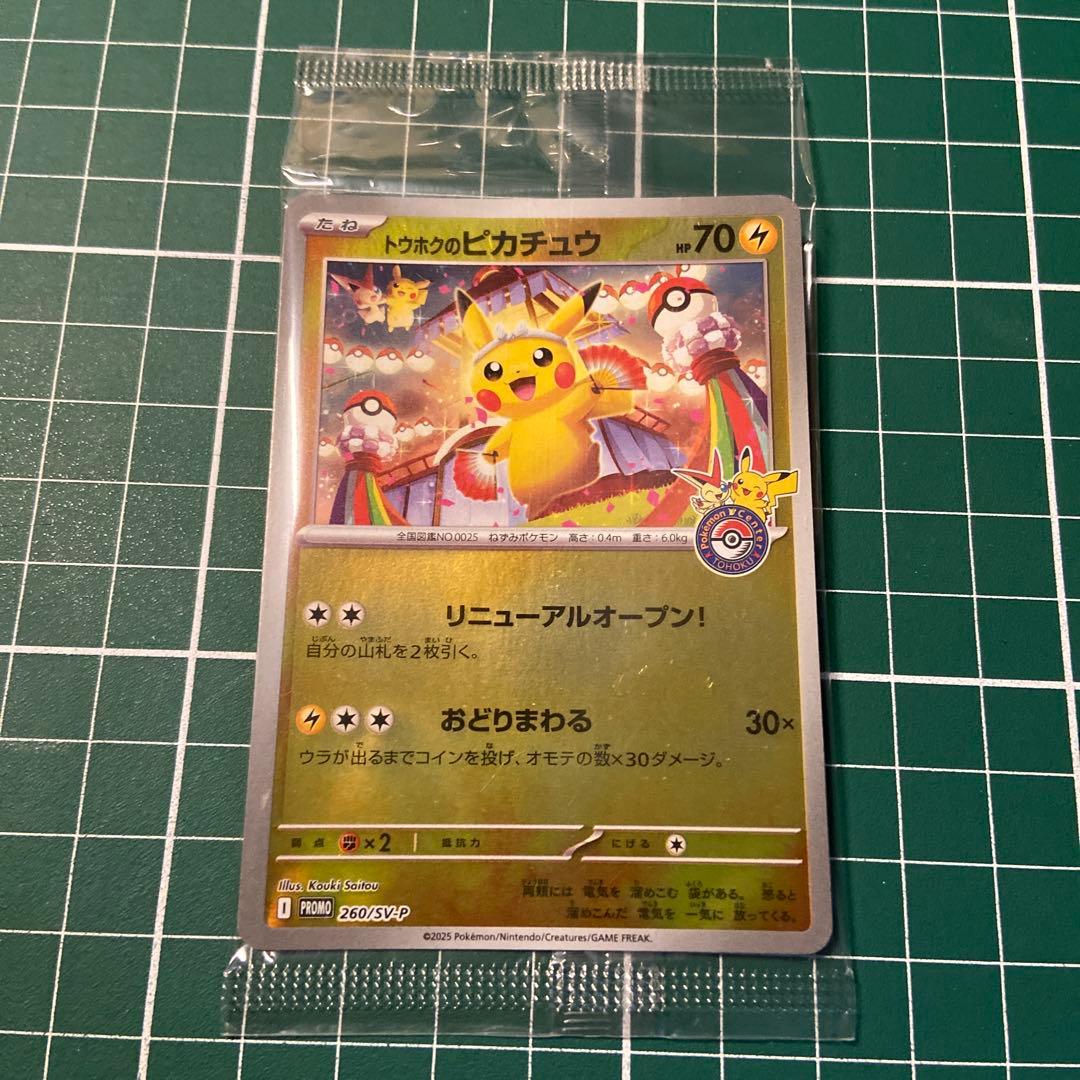 たね
トウホクのピカチュウ
HP70
Pokémon Center
TOHOKU
全国図鑑NO.0025 ねずみポケモン 高さ:0.4m 重さ:6.0kg
リニューアルオープン!
自分の山札を2枚引く。
おどりまわる 30×
ウラが出るまでコインを投げ、オモテの数×30ダメージ。
弱点 ×2 抵抗力 にげる
Illus. Kouki Saitou
両頬には 電気を 溜めこむ 袋がある。 怒ると
溜めこんだ 電気を 一気に 放ってくる。
I PROMO 260/SV-P
©2025 Pokémon/Nintendo/Creatures/GAME FREAK.